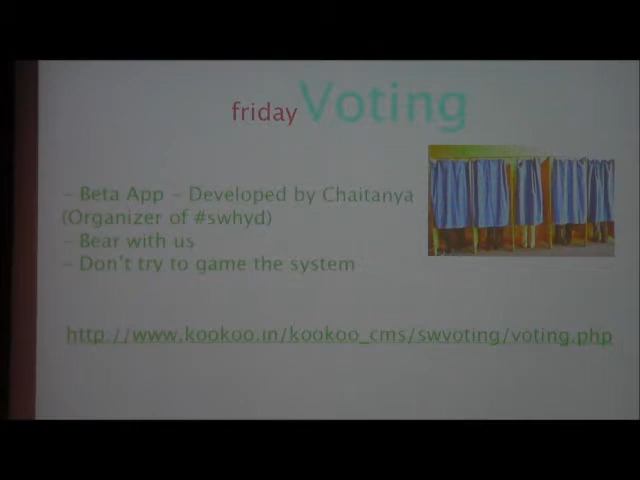 friday Voting
- Beta App - Developed by Chaitanya
(Organizer of #swhyd)
- Bear with us
- Don't try to game the system
http://www.kookoo.in/kookoo_cms/swvoting/voting.php